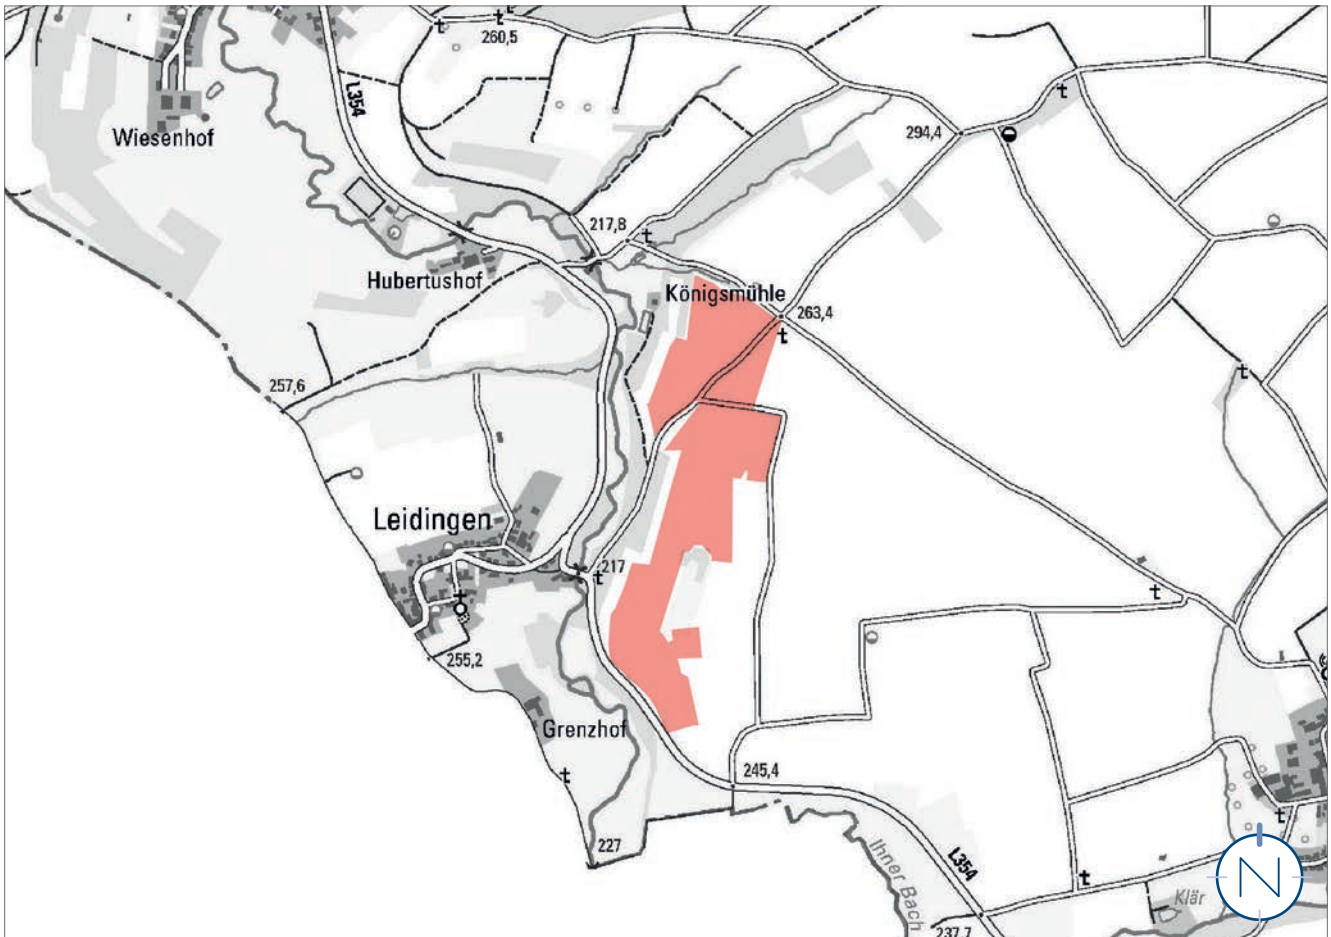 260,5
L354
Wiesenhof
294,4
217,8
Hubertushof
Königsmühle
263,4
257,6
Leidingen
217
255,2
Grenzhof
245,4
227
Ihner Bach
L354
Klär
237,7
N